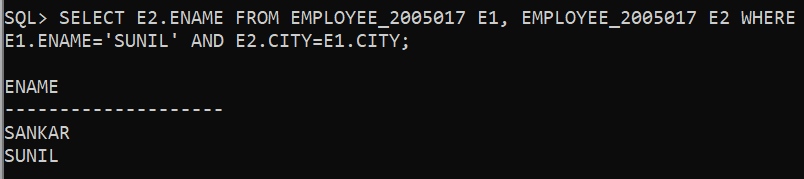 SQL> SELECT E2.ENAME FROM EMPLOYEE_2005017 E1, EMPLOYEE_2005017 E2 WHERE
E1.ENAME='SUNIL' AND E2.CITY=E1.CITY;
ENAME
--------------------
SANKAR
SUNIL